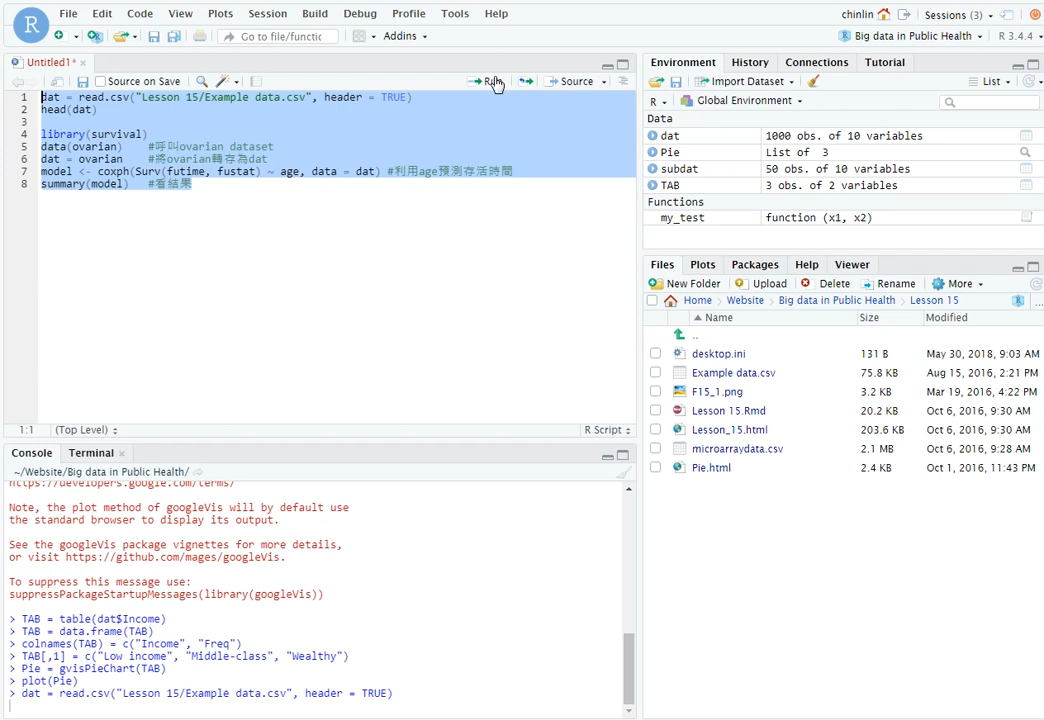 File Edit Code View Plots Session Build Debug Profile Tools Help
chinlin Sessions (3)
Go to file/functic Addins
Big data in Public Health R 3.4.4
Untitled1*
Source on Save Run Source
1 dat = read.csv("Lesson 15/Example data.csv", header = TRUE)
2 head(dat)
3
4 library(survival)
5 data(ovarian) #呼叫ovarian dataset
6 dat = ovarian #將ovarian轉存為dat
7 model <- coxph(Surv(futime, fustat) ~ age, data = dat) #利用age預測存活時間
8 summary(model) #看結果
1:1 (Top Level) R Script
Console Terminal
~/Website/Big data in Public Health/
https://developers.google.com/terms/
Note, the plot method of googleVis will by default use
the standard browser to display its output.
See the googleVis package vignettes for more details,
or visit https://github.com/mages/googleVis.
To suppress this message use:
suppressPackageStartupMessages(library(googleVis))
> TAB = table(dat$Income)
> TAB = data.frame(TAB)
> colnames(TAB) = c("Income", "Freq")
> TAB[,1] = c("Low income", "Middle-class", "Wealthy")
> Pie = gvisPieChart(TAB)
> plot(Pie)
> dat = read.csv("Lesson 15/Example data.csv", header = TRUE)
Environment History Connections Tutorial
Import Dataset List
R Global Environment
Data
dat 1000 obs. of 10 variables
Pie List of 3
subdat 50 obs. of 10 variables
TAB 3 obs. of 2 variables
Functions
my_test function (x1, x2)
Files Plots Packages Help Viewer
New Folder Upload Delete Rename More
Home Website Big data in Public Health Lesson 15 R ...
Name Size Modified
..
desktop.ini 131 B May 30, 2018, 9:03 AM
Example data.csv 75.8 KB Aug 15, 2016, 2:21 PM
F15_1.png 3.2 KB Mar 19, 2016, 4:22 PM
Lesson 15.Rmd 20.2 KB Oct 6, 2016, 9:30 AM
Lesson_15.html 203.6 KB Oct 6, 2016, 9:30 AM
microarraydata.csv 2.1 MB Oct 6, 2016, 9:28 AM
Pie.html 2.4 KB Oct 1, 2016, 11:43 PM